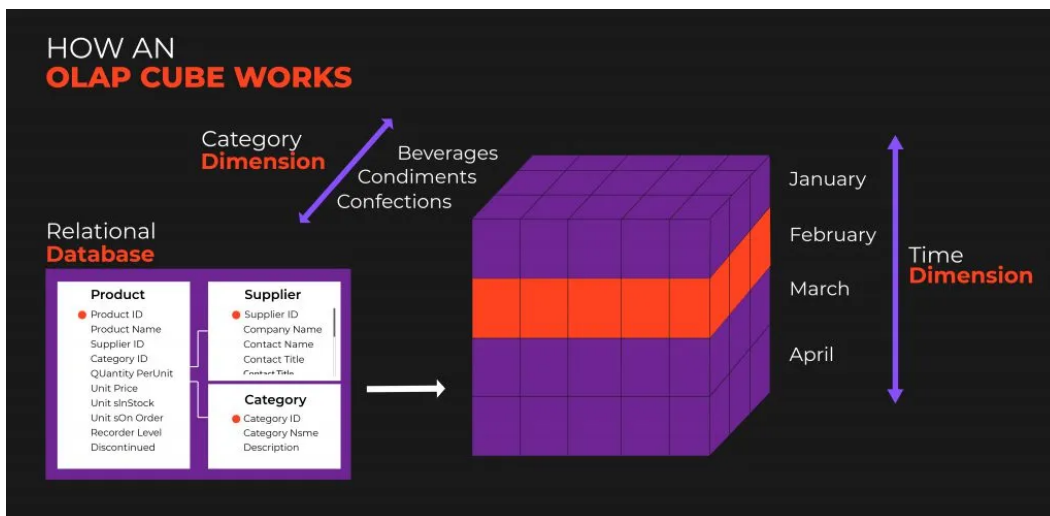 HOW AN
OLAP CUBE WORKS
Category
Dimension
Beverages
Condiments
Confections
Relational
Database
Product
Product ID
Product Name
Supplier ID
Category ID
QUantity PerUnit
Unit Price
Unit sInStock
Unit sOn Order
Recorder Level
Discontinued
Supplier
Supplier ID
Company Name
Contact Name
Contact Title
Contact Title
Category
Category ID
Category Nsme
Description
January
February
March
April
Time
Dimension